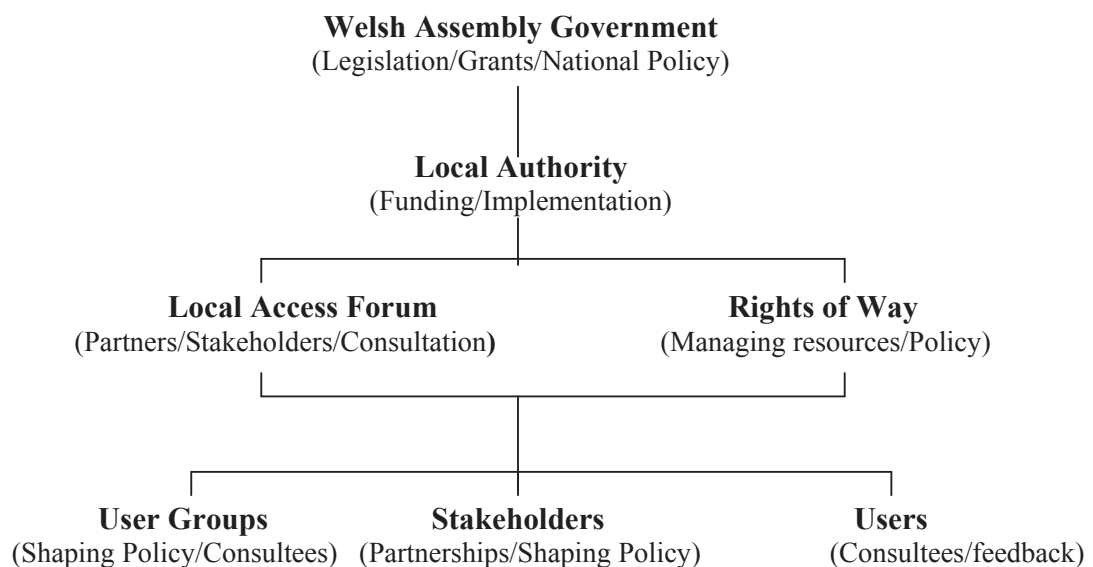 Welsh Assembly Government
(Legislation/Grants/National Policy)
Local Authority
(Funding/Implementation)
Local Access Forum
(Partners/Stakeholders/Consultation)
Rights of Way
(Managing resources/Policy)
User Groups
(Shaping Policy/Consultees)
Stakeholders
(Partnerships/Shaping Policy)
Users
(Consultees/feedback)